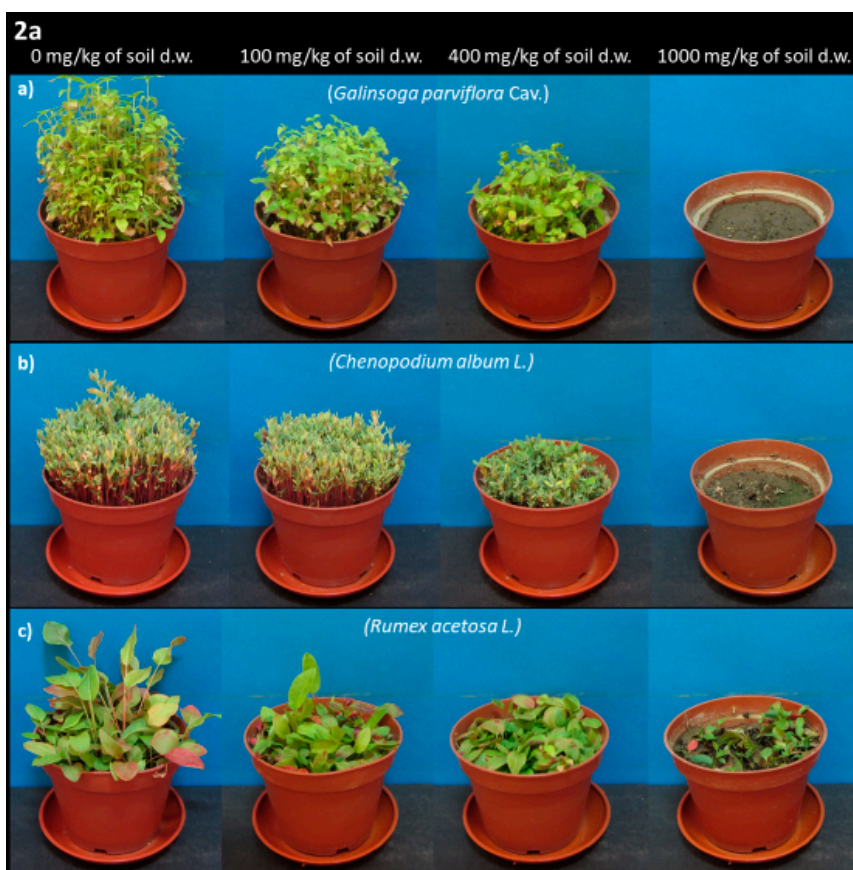 2a
0 mg/kg of soil d.w. 100 mg/kg of soil d.w. 400 mg/kg of soil d.w. 1000 mg/kg of soil d.w.
a) (Galinsoga parviflora Cav.)
b) (Chenopodium album L.)
c) (Rumex acetosa L.)